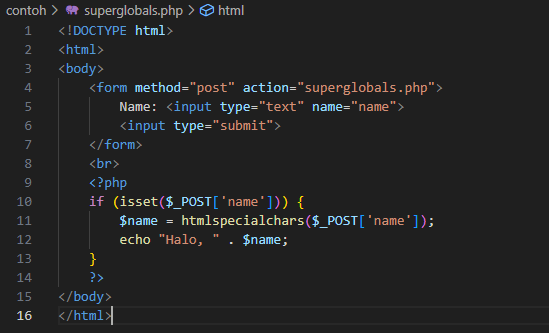 contoh > superglobals.php > html
1 <!DOCTYPE html>
2 <html>
3 <body>
4     <form method="post" action="superglobals.php">
5         Name: <input type="text" name="name">
6         <input type="submit">
7     </form>
8     <br>
9     <?php
10     if (isset($_POST['name'])) {
11         $name = htmlspecialchars($_POST['name']);
12         echo "Halo, " . $name;
13     }
14     ?>
15 </body>
16 </html>